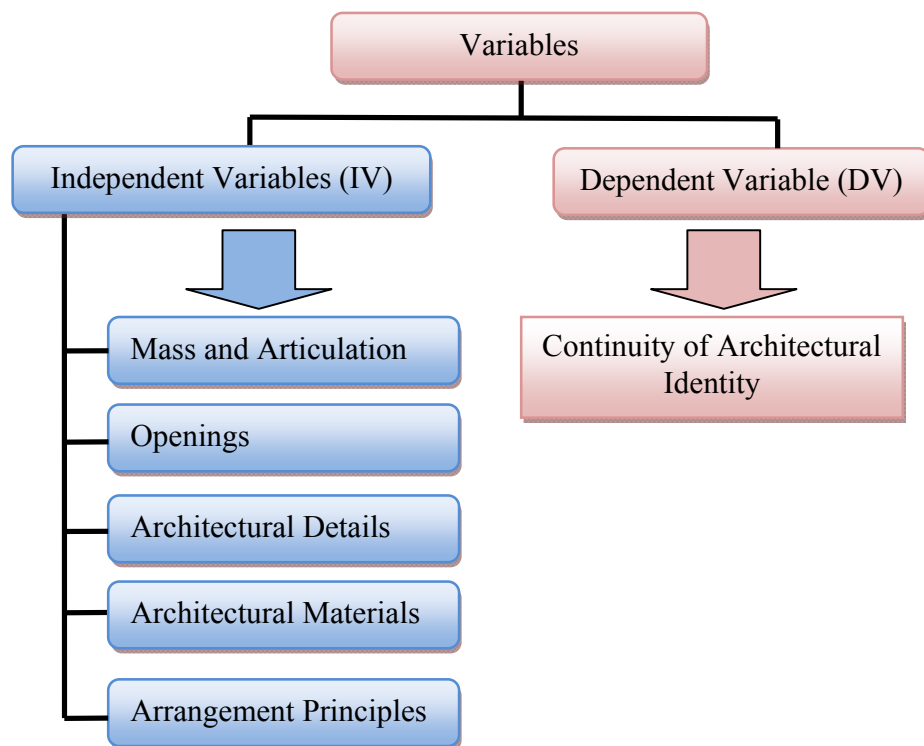 Variables
Independent Variables (IV)
Dependent Variable (DV)
Mass and Articulation
Openings
Architectural Details
Architectural Materials
Arrangement Principles
Continuity of Architectural
Identity